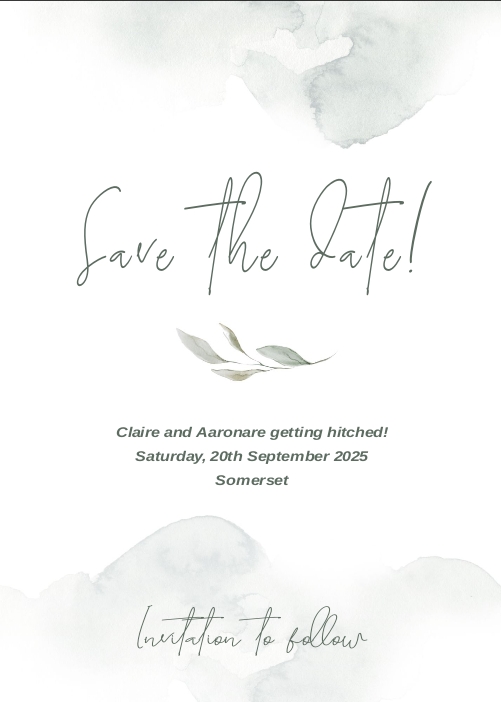 Save the date!
Claire and Aaronare getting hitched!
Saturday, 20th September 2025
Somerset
Invitation to follow